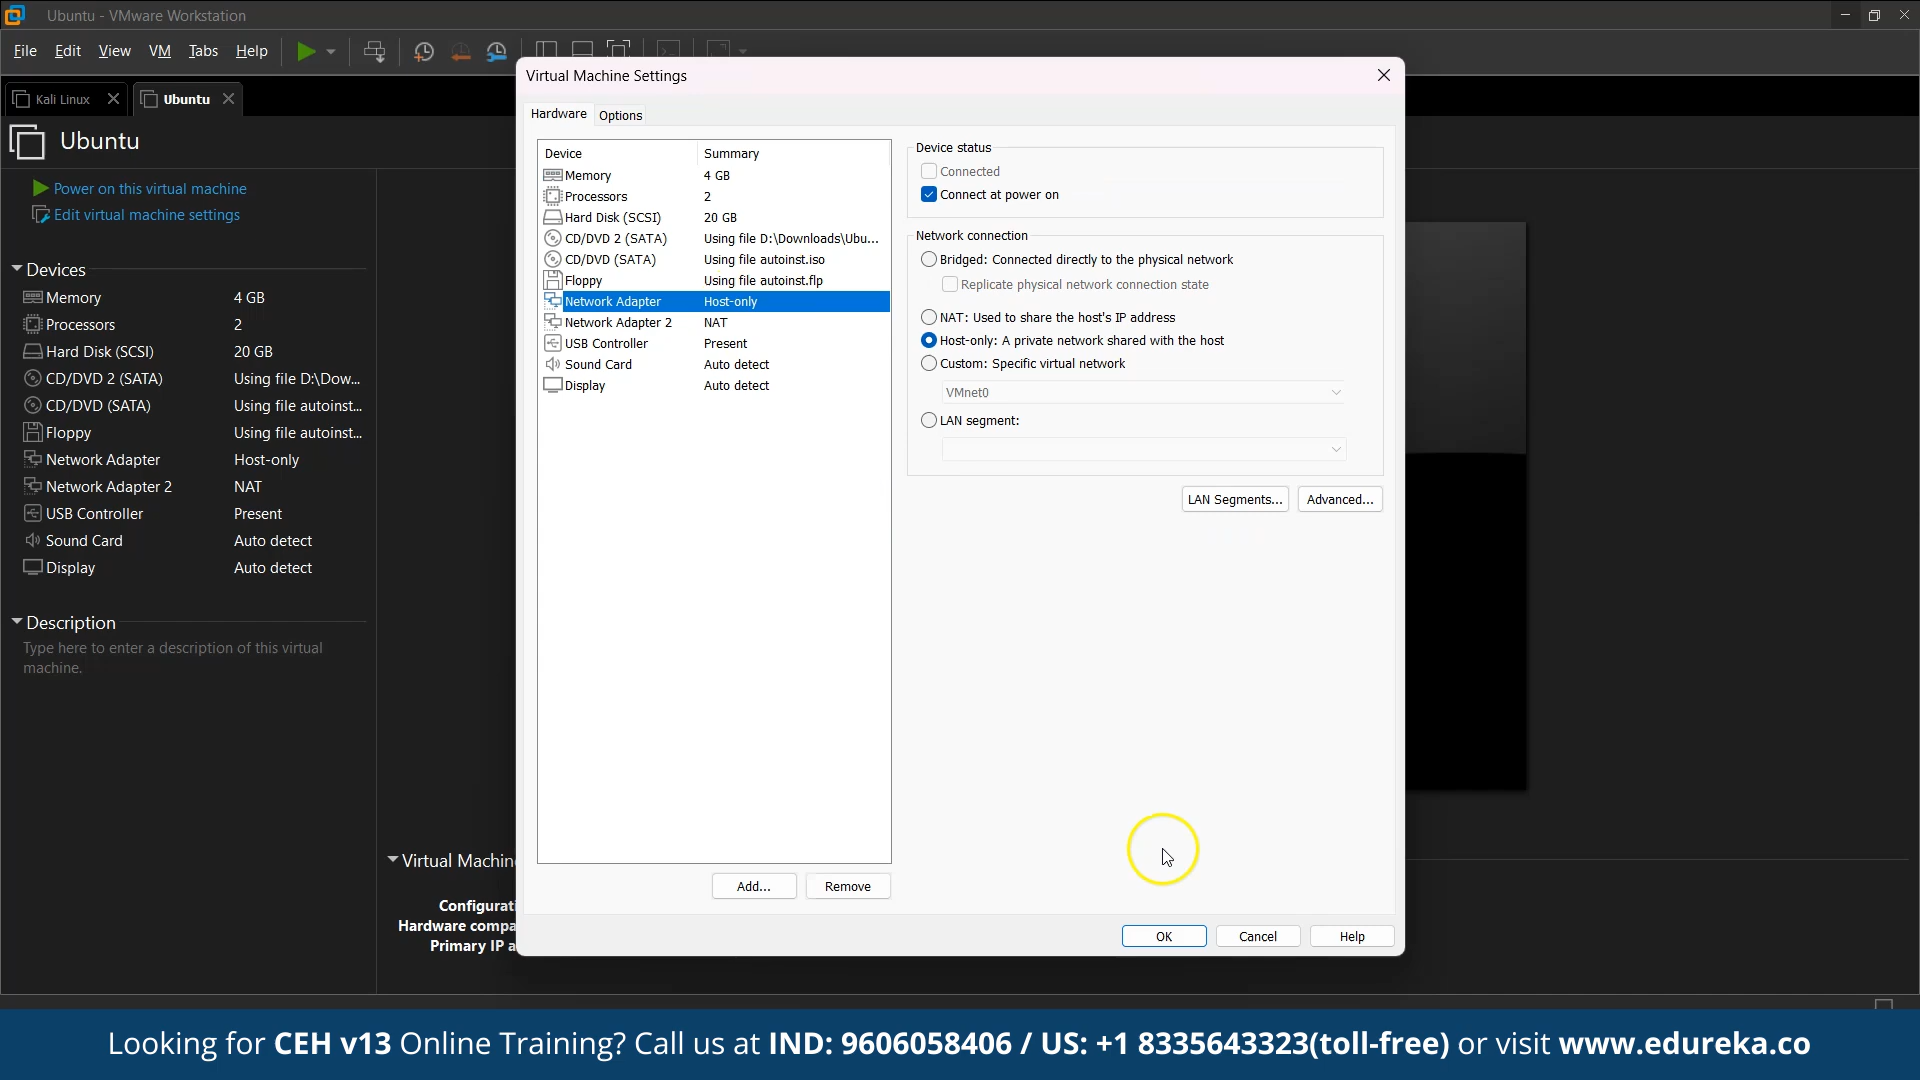 Ubuntu - VMware Workstation
File Edit View VM Tabs Help
Kali Linux Ubuntu
Ubuntu
Power on this virtual machine
Edit virtual machine settings
Devices
Memory 4 GB
Processors 2
Hard Disk (SCSI) 20 GB
CD/DVD 2 (SATA) Using file D:\Dow...
CD/DVD (SATA) Using file autoinst...
Floppy Using file autoinst...
Network Adapter Host-only
Network Adapter 2 NAT
USB Controller Present
Sound Card Auto detect
Display Auto detect
Description
Type here to enter a description of this virtual
machine.
Virtual Machin
Configurati
Hardware compa
Primary IP a
Virtual Machine Settings
Hardware Options
Device Summary
Memory 4 GB
Processors 2
Hard Disk (SCSI) 20 GB
CD/DVD 2 (SATA) Using file D:\Downloads\Ubu...
CD/DVD (SATA) Using file autoinst.iso
Floppy Using file autoinst.flp
Network Adapter Host-only
Network Adapter 2 NAT
USB Controller Present
Sound Card Auto detect
Display Auto detect
Add... Remove
Device status
Connected
Connect at power on
Network connection
Bridged: Connected directly to the physical network
Replicate physical network connection state
NAT: Used to share the host's IP address
Host-only: A private network shared with the host
Custom: Specific virtual network
VMnet0
LAN segment:
LAN Segments... Advanced...
OK Cancel Help
Looking for CEH v13 Online Training? Call us at IND: 9606058406 / US: +1 8335643323(toll-free) or visit www.edureka.co